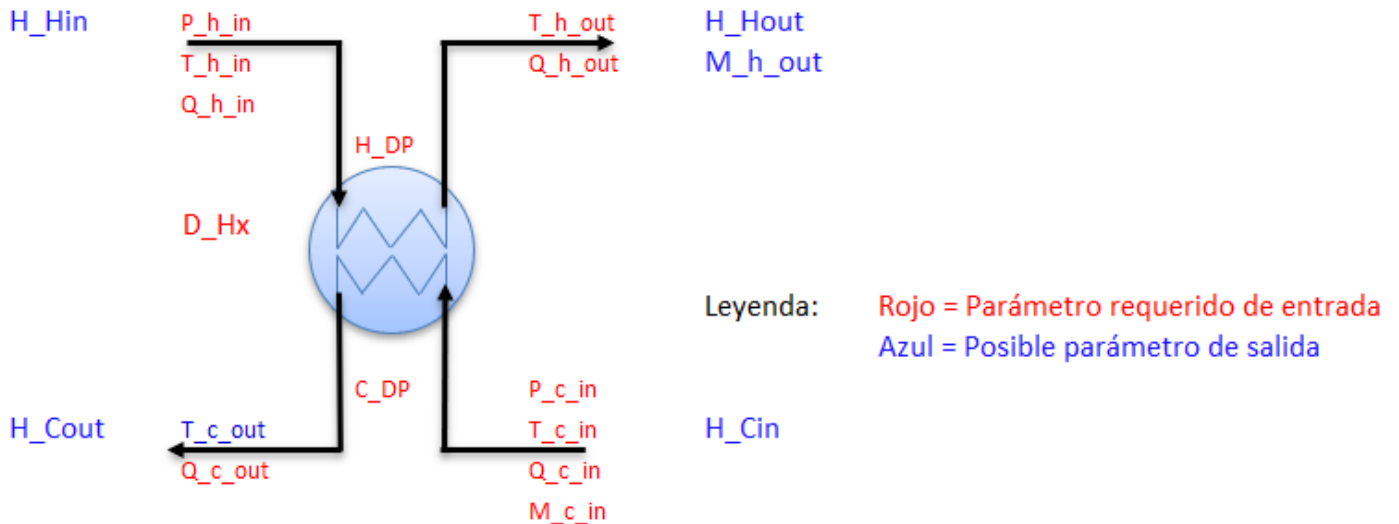 H_Hin
P_h_in
T_h_in
Q_h_in
T_h_out
Q_h_out
H_Hout
M_h_out
H_DP
D_Hx
Leyenda:
Rojo = Parámetro requerido de entrada
Azul = Posible parámetro de salida
C_DP
H_Cout
T_c_out
Q_c_out
P_c_in
T_c_in
Q_c_in
M_c_in
H_Cin